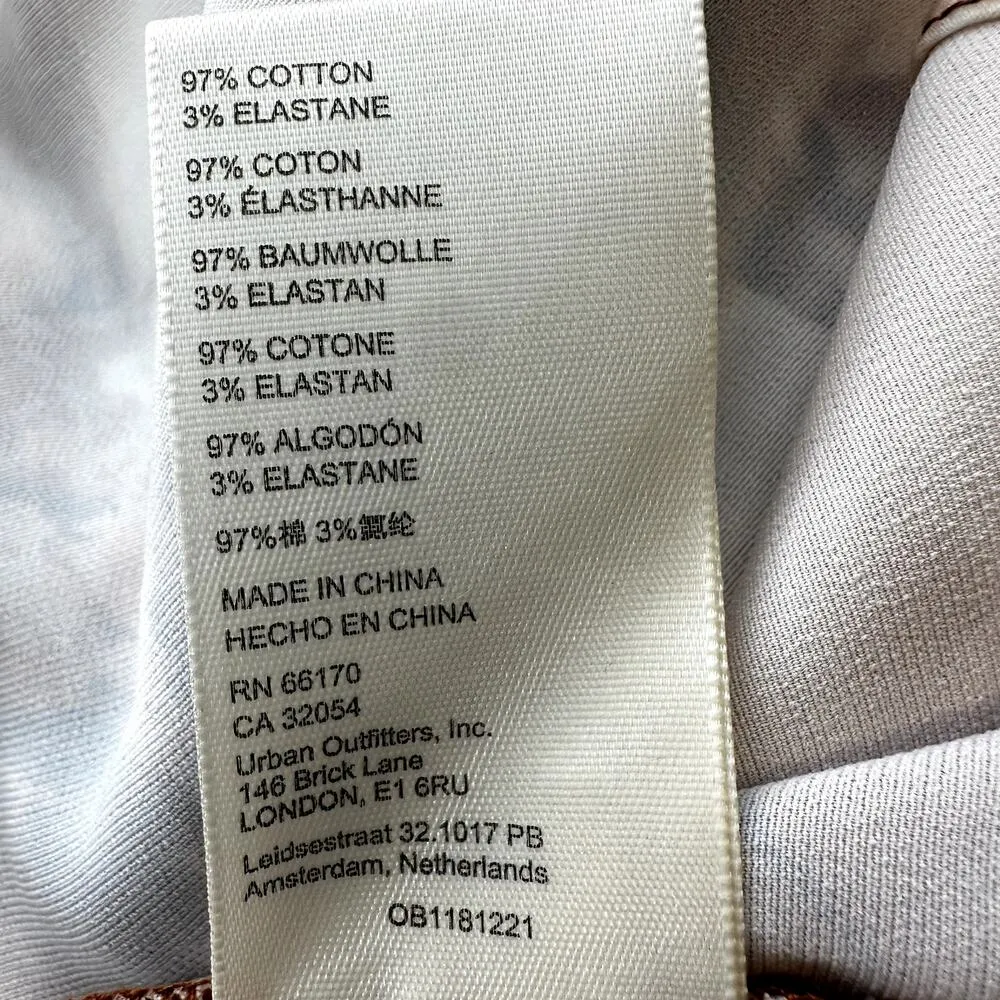 97% COTTON
3% ELASTANE
97% COTON
3% ÉLASTHANNE
97% BAUMWOLLE
3% ELASTAN
97% COTONE
3% ELASTAN
97% ALGODÓN
3% ELASTANE
97%棉 3%氨纶
MADE IN CHINA
HECHO EN CHINA
RN 66170
CA 32054
Urban Outfitters, Inc.
146 Brick Lane
LONDON, E1 6RU
Leidsestraat 32.1017 PB
Amsterdam, Netherlands
OB1181221